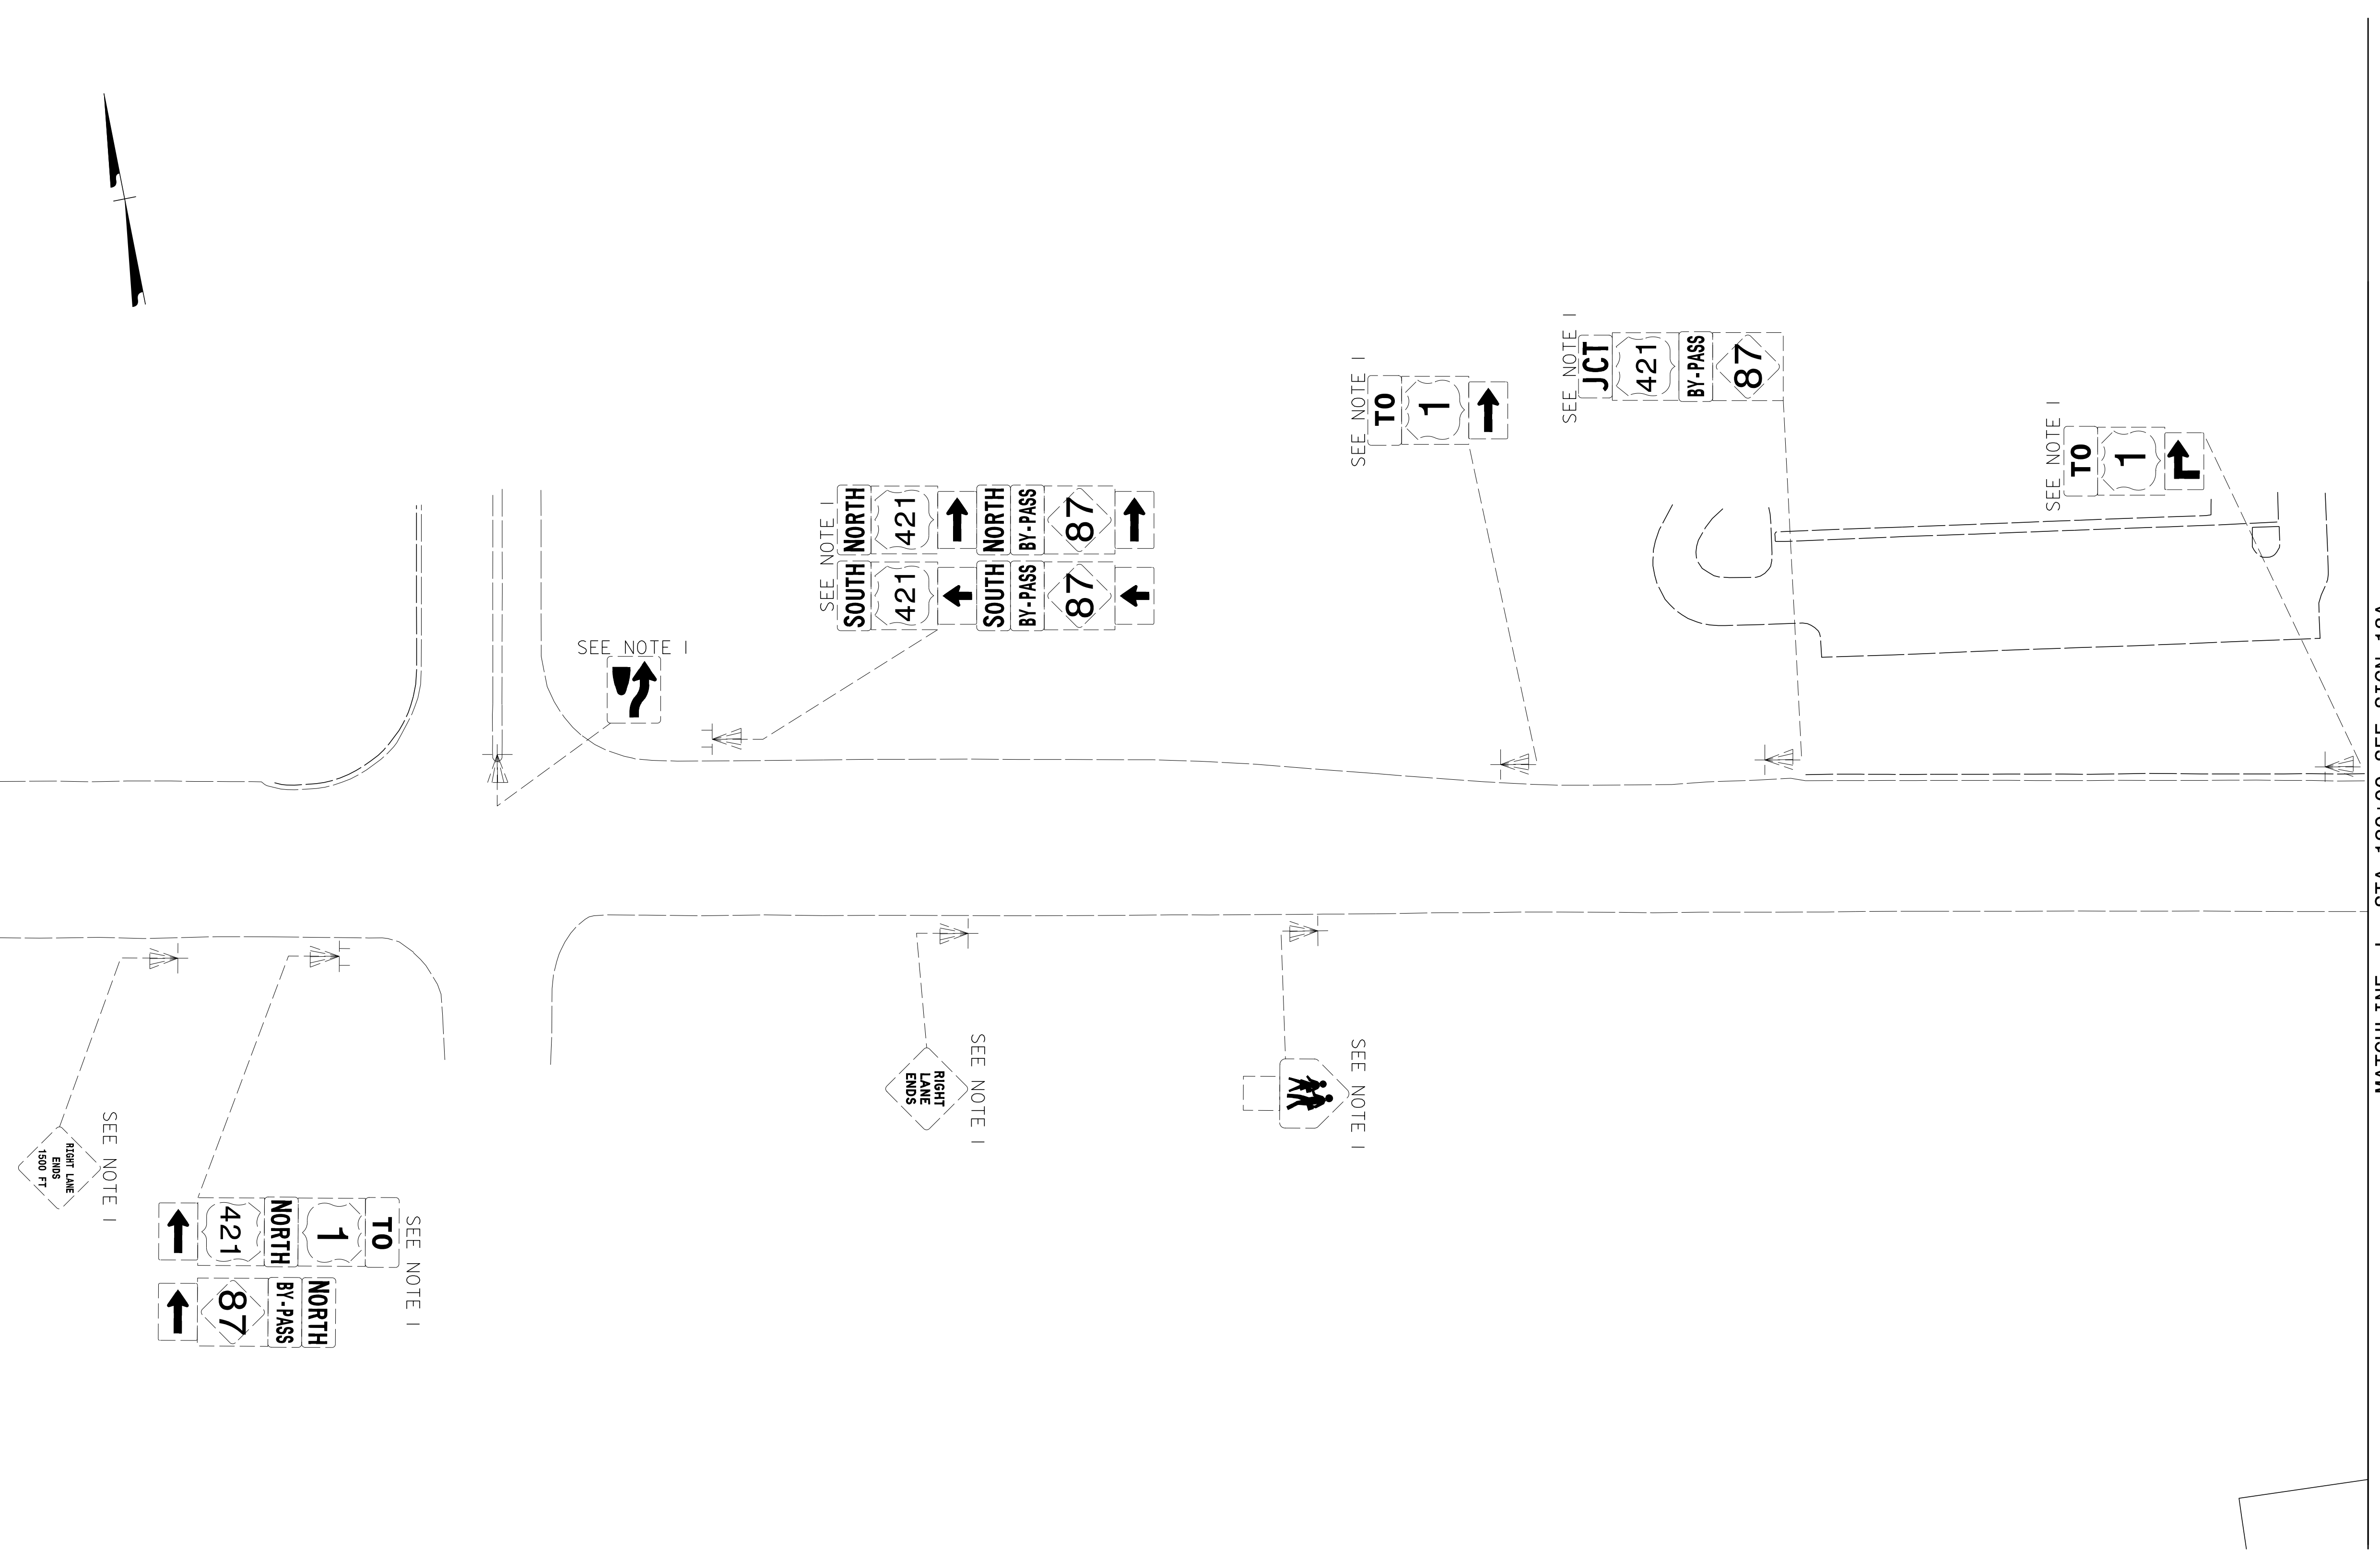 SEE NOTE 1
NORTH
421
NORTH
BY-PASS
87
SOUTH
421
SOUTH
BY-PASS
87
SEE NOTE 1
SEE NOTE 1
TO
1
SEE NOTE 1
JCT
421
BY-PASS
87
SEE NOTE 1
TO
1
SEE NOTE 1
RIGHT LANE
ENDS
1500 FT
SEE NOTE 1
TO
1
NORTH
421
NORTH
BY-PASS
87
SEE NOTE 1
RIGHT
LANE
ENDS
SEE NOTE 1